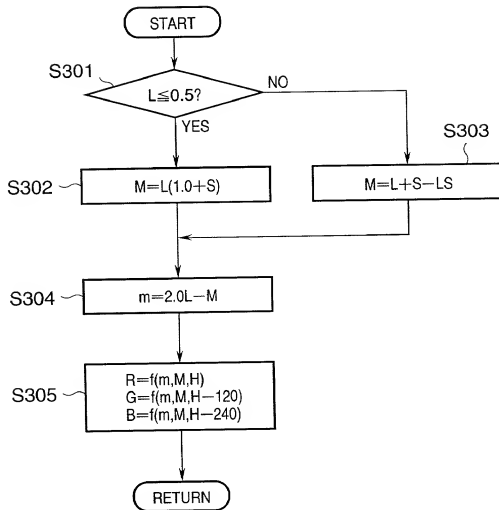 START
S301
L≦0.5?
NO
YES
S303
S302
M=L(1.0+S)
M=L+S−LS
S304
m=2.0L−M
S305
R=f(m,M,H)
G=f(m,M,H−120)
B=f(m,M,H−240)
RETURN